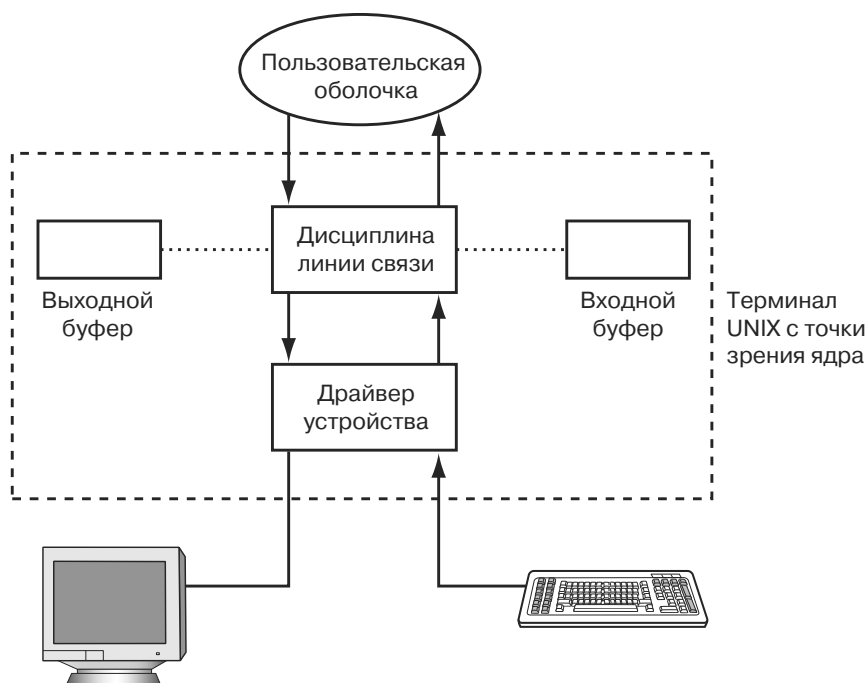 Пользовательская
оболочка
Дисциплина
линии связи
Выходной
буфер
Входной
буфер
Терминал
UNIX с точки
зрения ядра
Драйвер
устройства